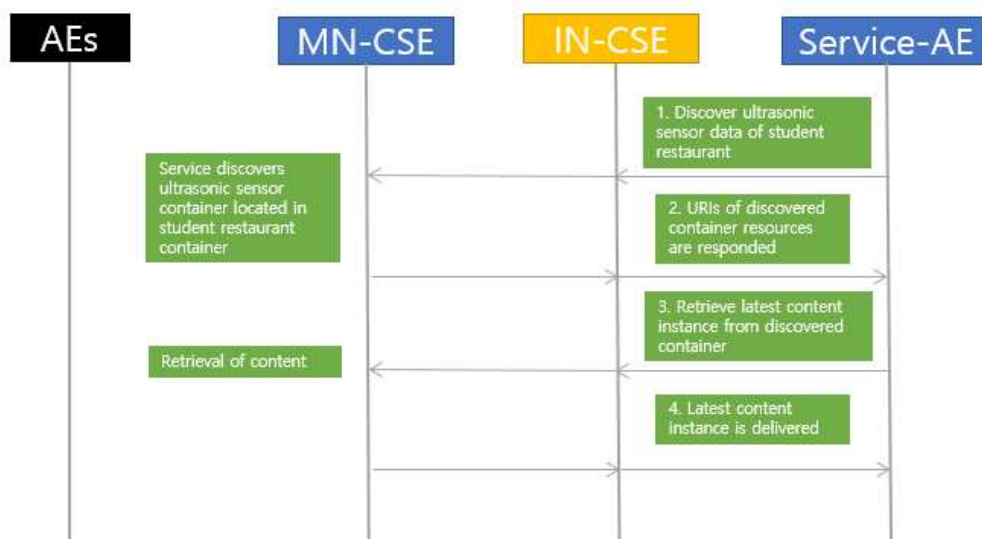 AEs
MN-CSE
IN-CSE
Service-AE
1. Discover ultrasonic
sensor data of student
restaurant
Service discovers
ultrasonic sensor
container located in
student restaurant
container
2. URIs of discovered
container resources
are responded
3. Retrieve latest content
instance from discovered
container
Retrieval of content
4. Latest content
instance is delivered